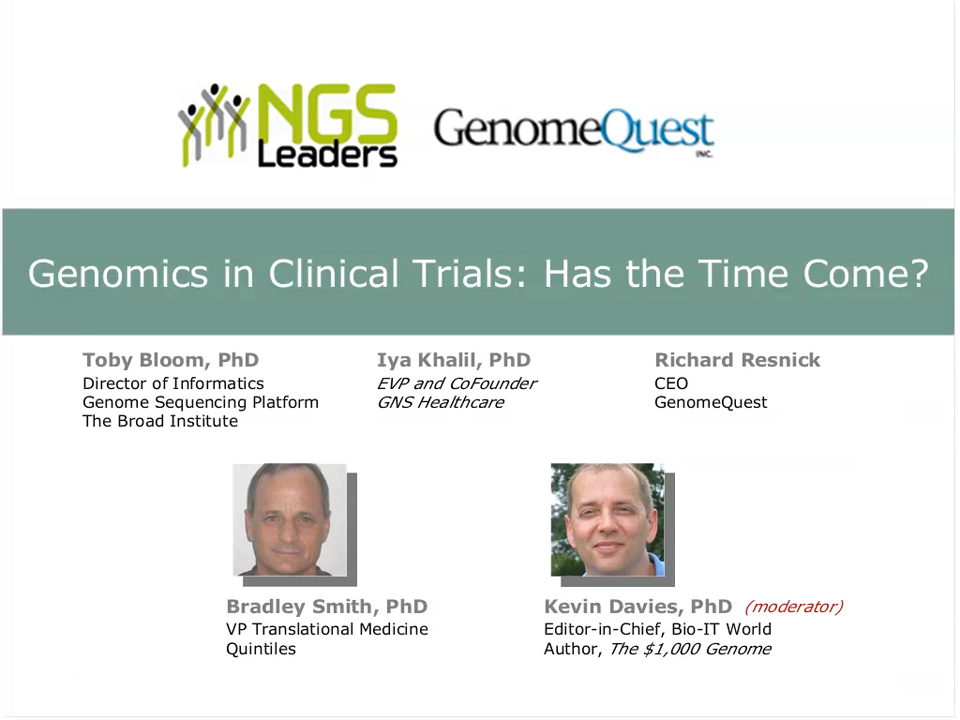 NGS
Leaders
GenomeQuest
INC.
Genomics in Clinical Trials: Has the Time Come?
Toby Bloom, PhD
Director of Informatics
Genome Sequencing Platform
The Broad Institute
Iya Khalil, PhD
EVP and CoFounder
GNS Healthcare
Richard Resnick
CEO
GenomeQuest
Bradley Smith, PhD
VP Translational Medicine
Quintiles
Kevin Davies, PhD (moderator)
Editor-in-Chief, Bio-IT World
Author, The $1,000 Genome